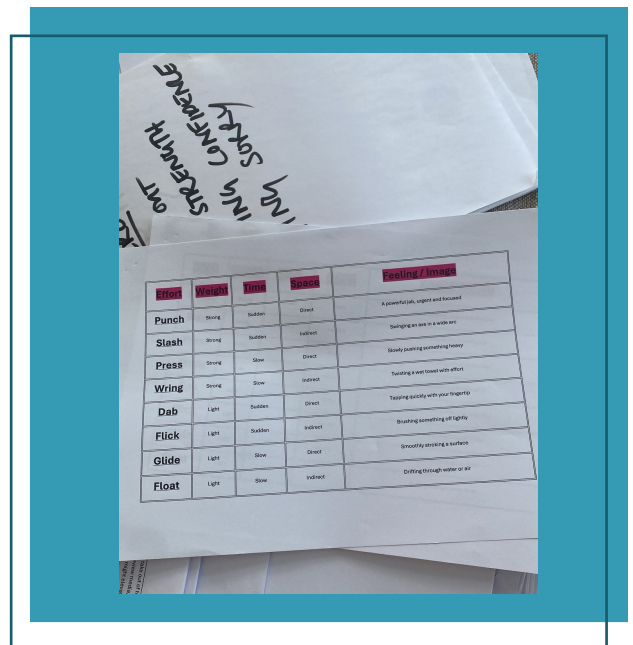 CONFIDENCE
STRENGTH
SORRY
Effort Weight Time Space Feeling / Image
Punch Strong Sudden Direct A powerful jab, urgent and focused
Slash Strong Sudden Indirect Swinging an axe in a wide arc
Press Strong Slow Direct Slowly pushing something heavy
Wring Strong Slow Indirect Twisting a wet towel with effort
Dab Light Sudden Direct Tapping quickly with your fingertip
Flick Light Sudden Indirect Brushing something off lightly
Glide Light Slow Direct Smoothly stroking a surface
Float Light Slow Indirect Drifting through water or air